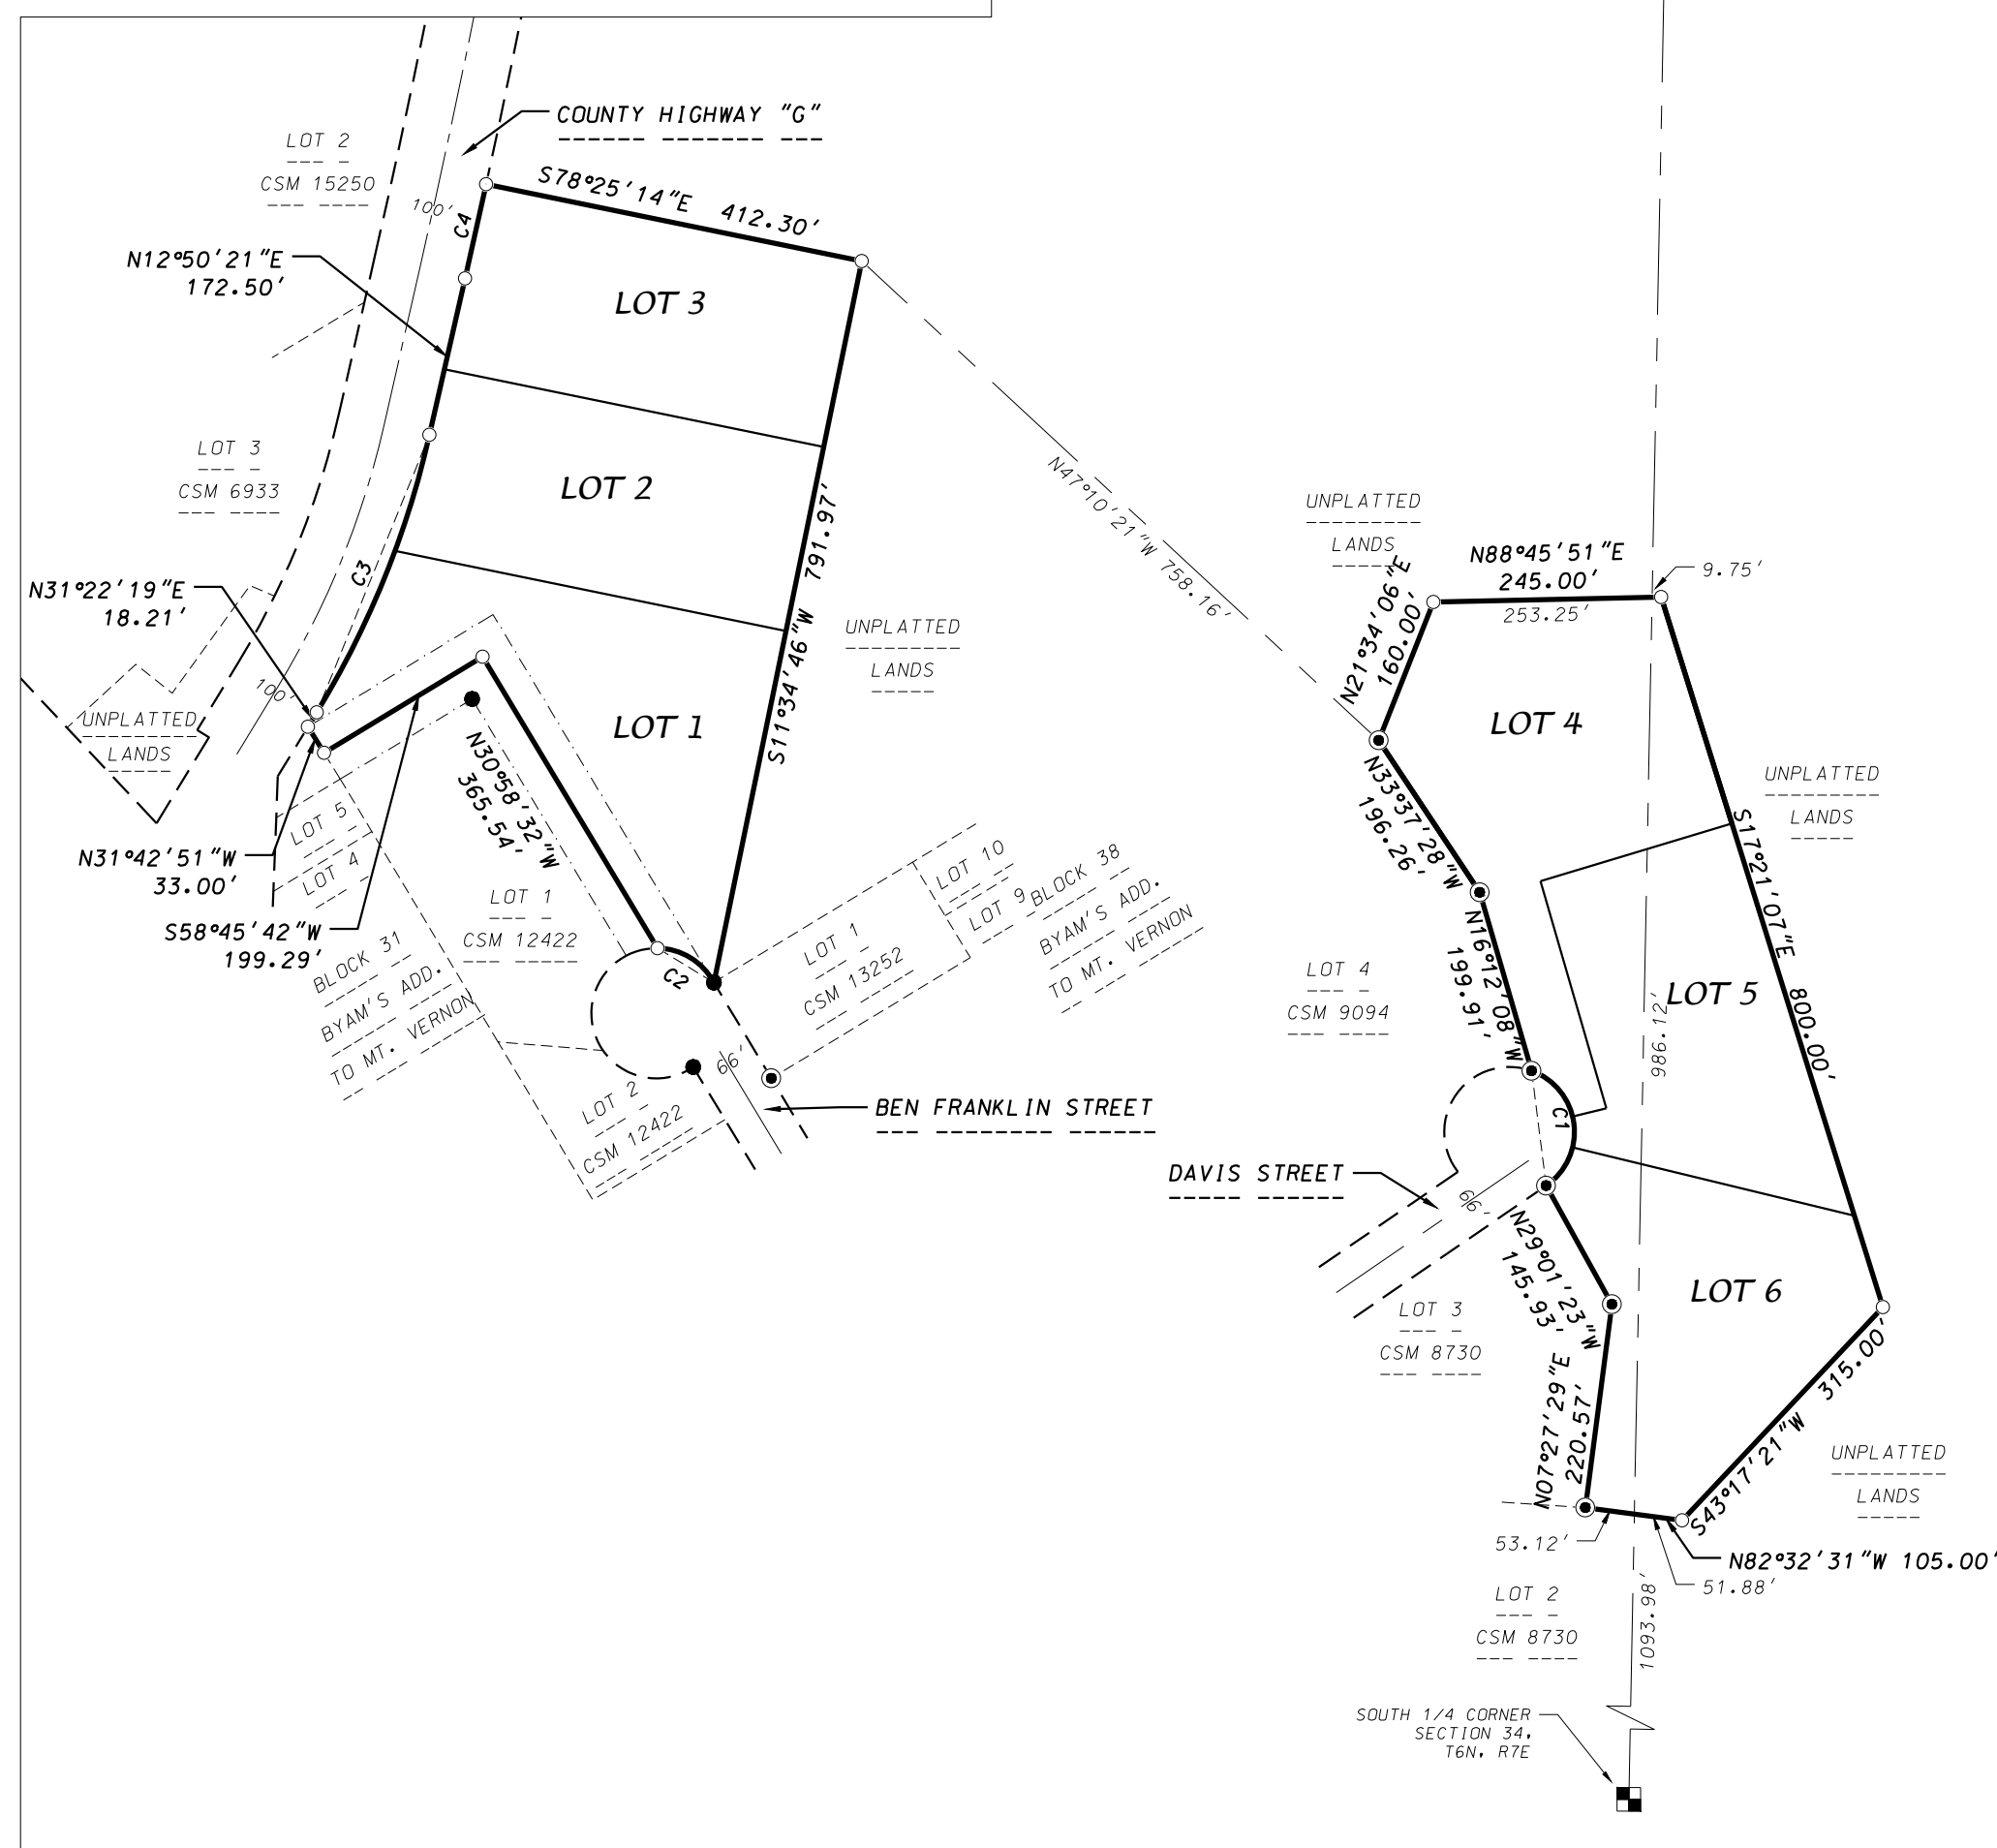 COUNTY HIGHWAY "G"
LOT 2
CSM 15250
100'
C4
S78°25'14"E 412.30'
N12°50'21"E
172.50'
LOT 3
LOT 3
CSM 6933
LOT 2
S11°34'46"W 791.97'
N47°10'21"W 758.16'
C3
N31°22'19"E
18.21'
100'
UNPLATTED
LANDS
UNPLATTED
LANDS
LOT 1
N30°58'32"W
365.54'
N31°42'51"W
33.00'
S58°45'42"W
199.29'
LOT 5
LOT 4
BLOCK 31
BYAM'S ADD.
TO MT. VERNON
LOT 1
CSM 12422
C2
LOT 1
CSM 13252
LOT 10
LOT 9
BLOCK 38
BYAM'S ADD.
TO MT. VERNON
LOT 2
CSM 12422
66'
BEN FRANKLIN STREET
UNPLATTED
LANDS
N88°45'51"E
245.00'
253.25'
9.75'
N21°34'06"E
160.00'
LOT 4
N33°37'28"W
196.26'
UNPLATTED
LANDS
S17°21'07"E 800.00'
N16°12'08"W
199.91'
LOT 4
CSM 9094
LOT 5
986.12'
C1
DAVIS STREET
66'
N29°01'23"W
145.93'
LOT 6
LOT 3
CSM 8730
N07°27'29"E
220.57'
S43°17'21"W 315.00'
UNPLATTED
LANDS
53.12'
N82°32'31"W 105.00'
51.88'
LOT 2
CSM 8730
1093.98'
SOUTH 1/4 CORNER
SECTION 34,
T6N, R7E